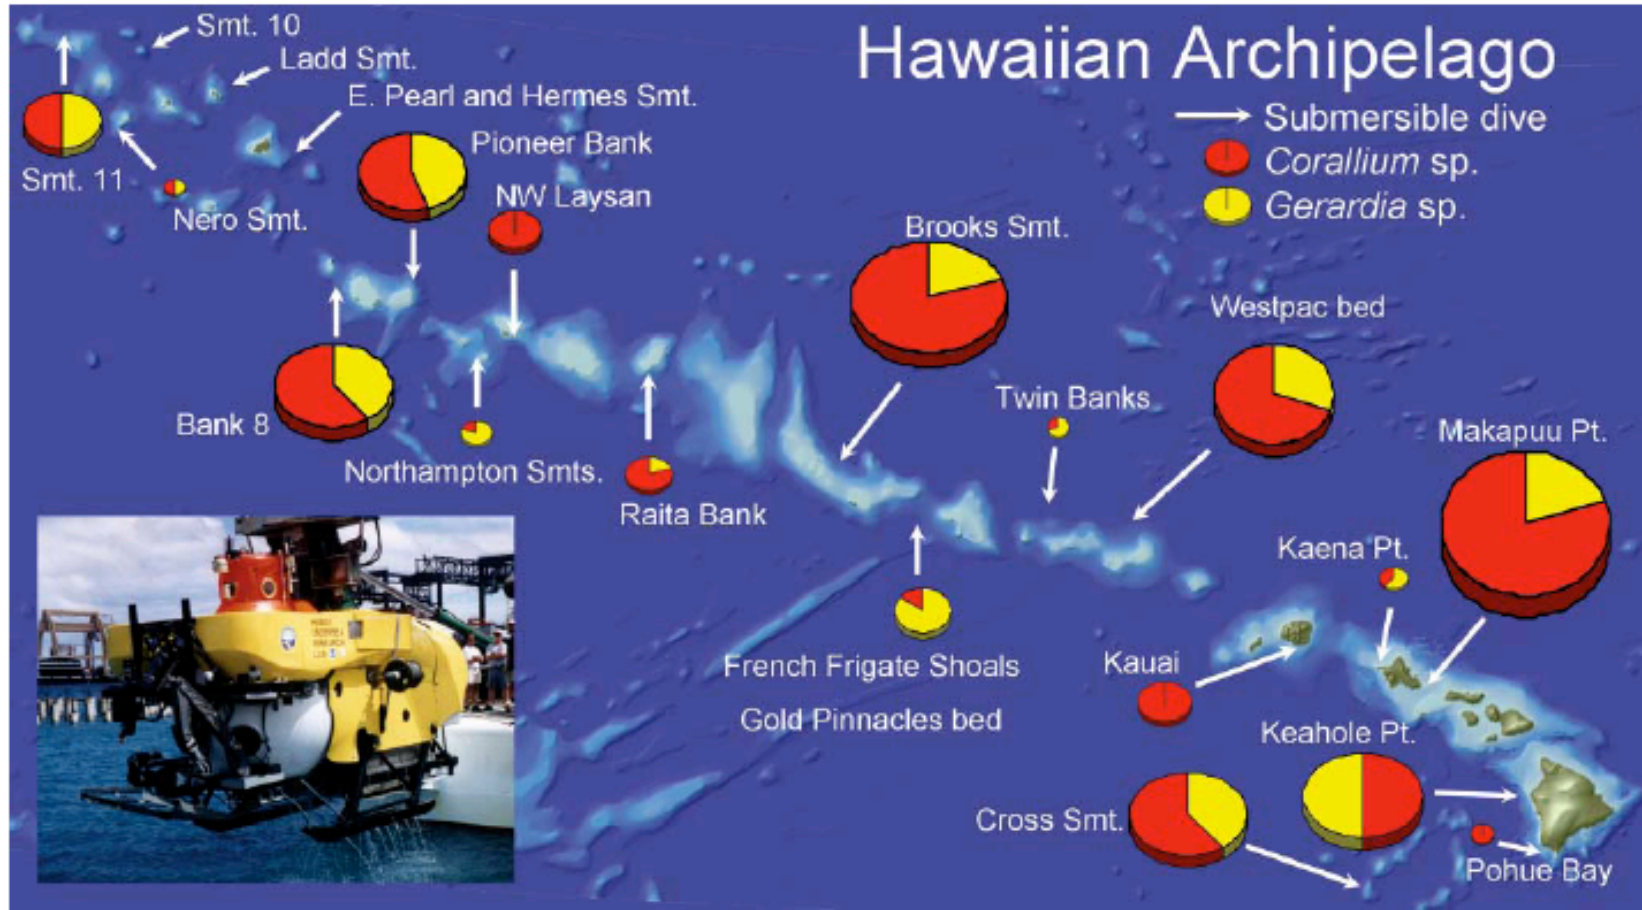 Hawaiian Archipelago
Submersible dive
Corallium sp.
Gerardia sp.
Smt. 10
Ladd Smt.
E. Pearl and Hermes Smt.
Pioneer Bank
Smt. 11
NW Laysan
Nero Smt.
Brooks Smt.
Westpac bed
Twin Banks
Bank 8
Makapuu Pt.
Northampton Smts.
Raita Bank
Kaena Pt.
French Frigate Shoals
Gold Pinnacles bed
Kauai
Keahole Pt.
Cross Smt.
Pohue Bay